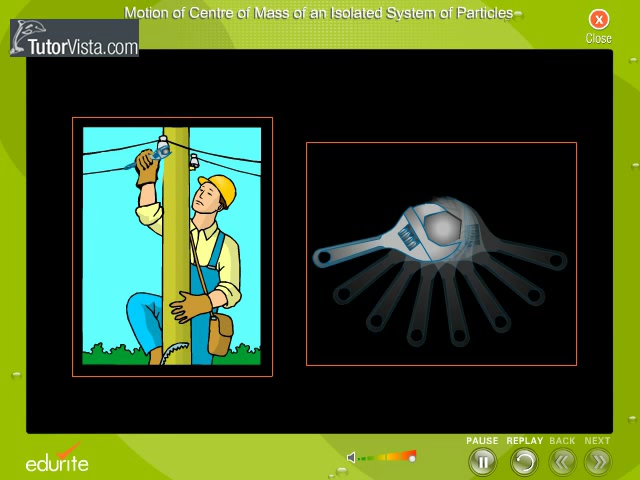 Motion of Centre of Mass of an Isolated System of Particles
TutorVista.com
Close
PAUSE REPLAY BACK NEXT
edurite